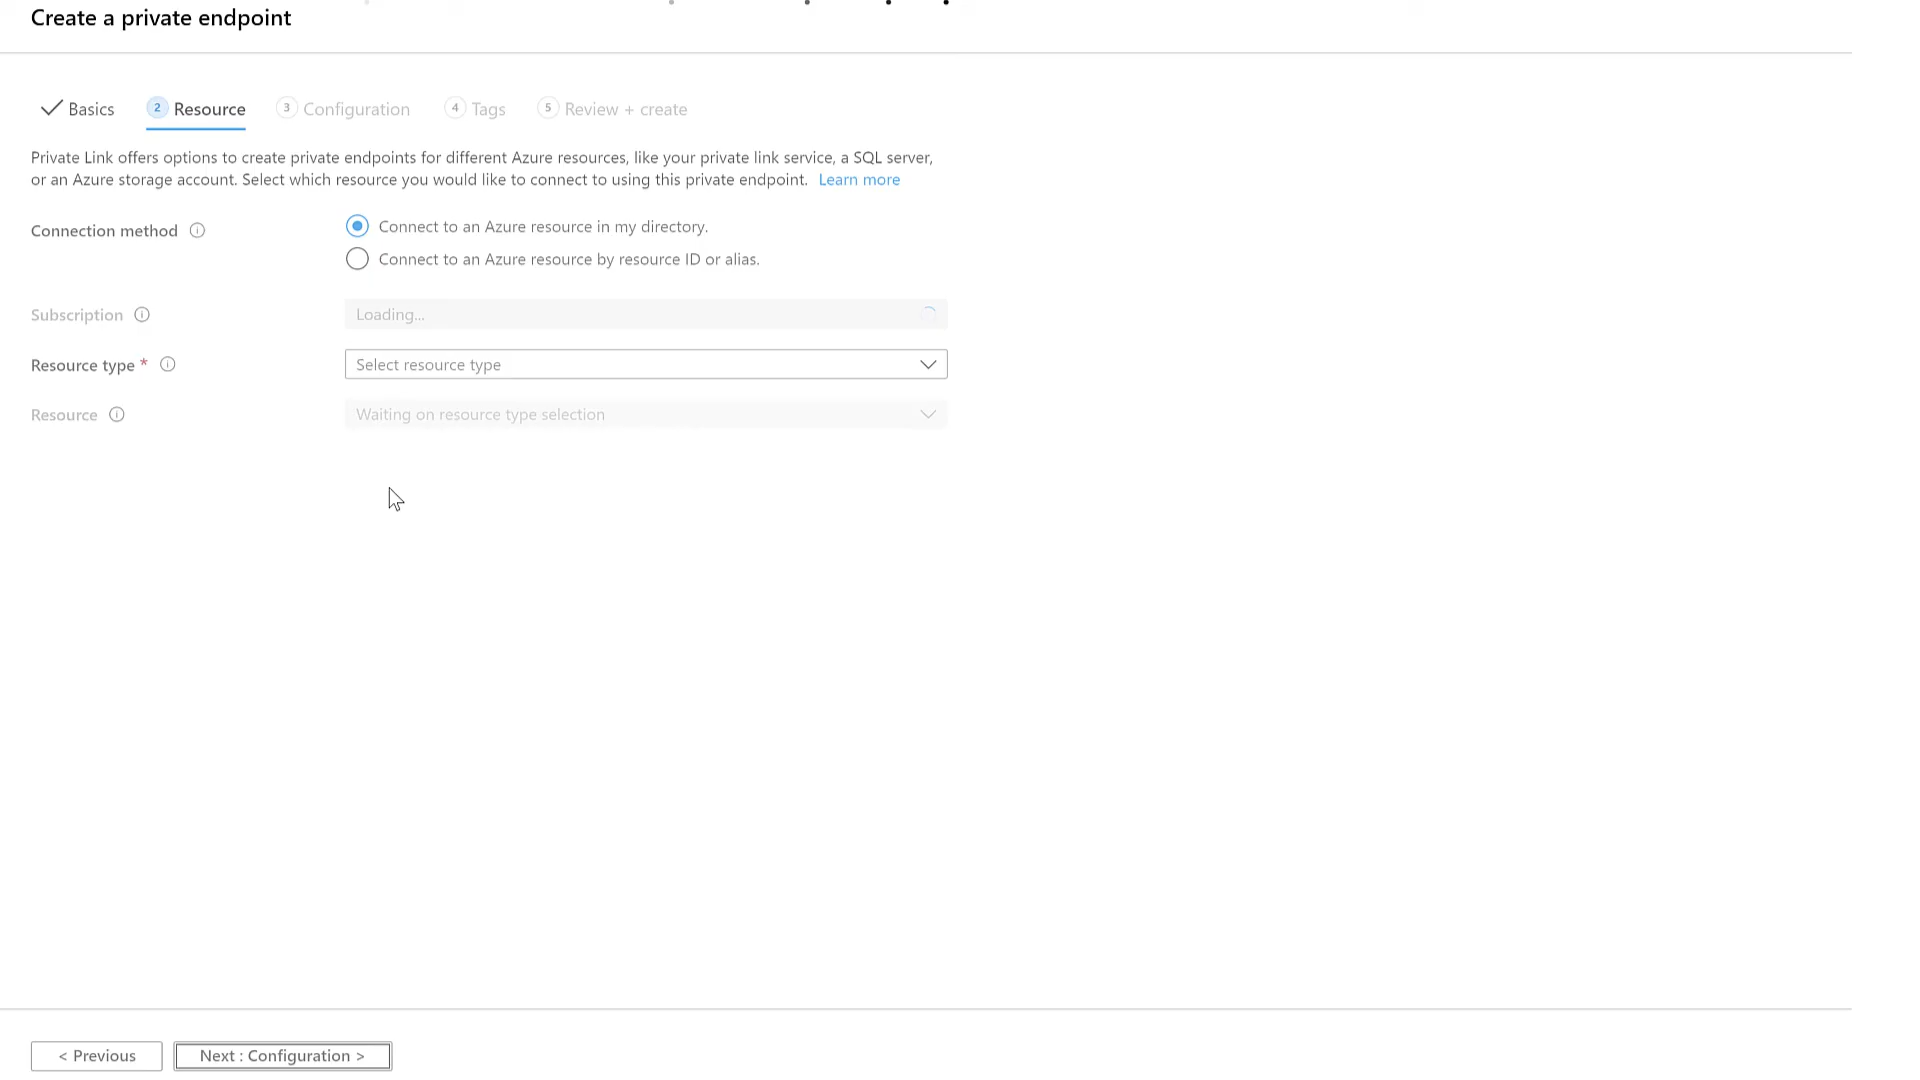 Create a private endpoint
Basics 2 Resource 3 Configuration 4 Tags 5 Review + create
Private Link offers options to create private endpoints for different Azure resources, like your private link service, a SQL server,
or an Azure storage account. Select which resource you would like to connect to using this private endpoint. Learn more
Connection method
Connect to an Azure resource in my directory.
Connect to an Azure resource by resource ID or alias.
Subscription
Loading...
Resource type *
Select resource type
Resource
Waiting on resource type selection
< Previous
Next : Configuration >